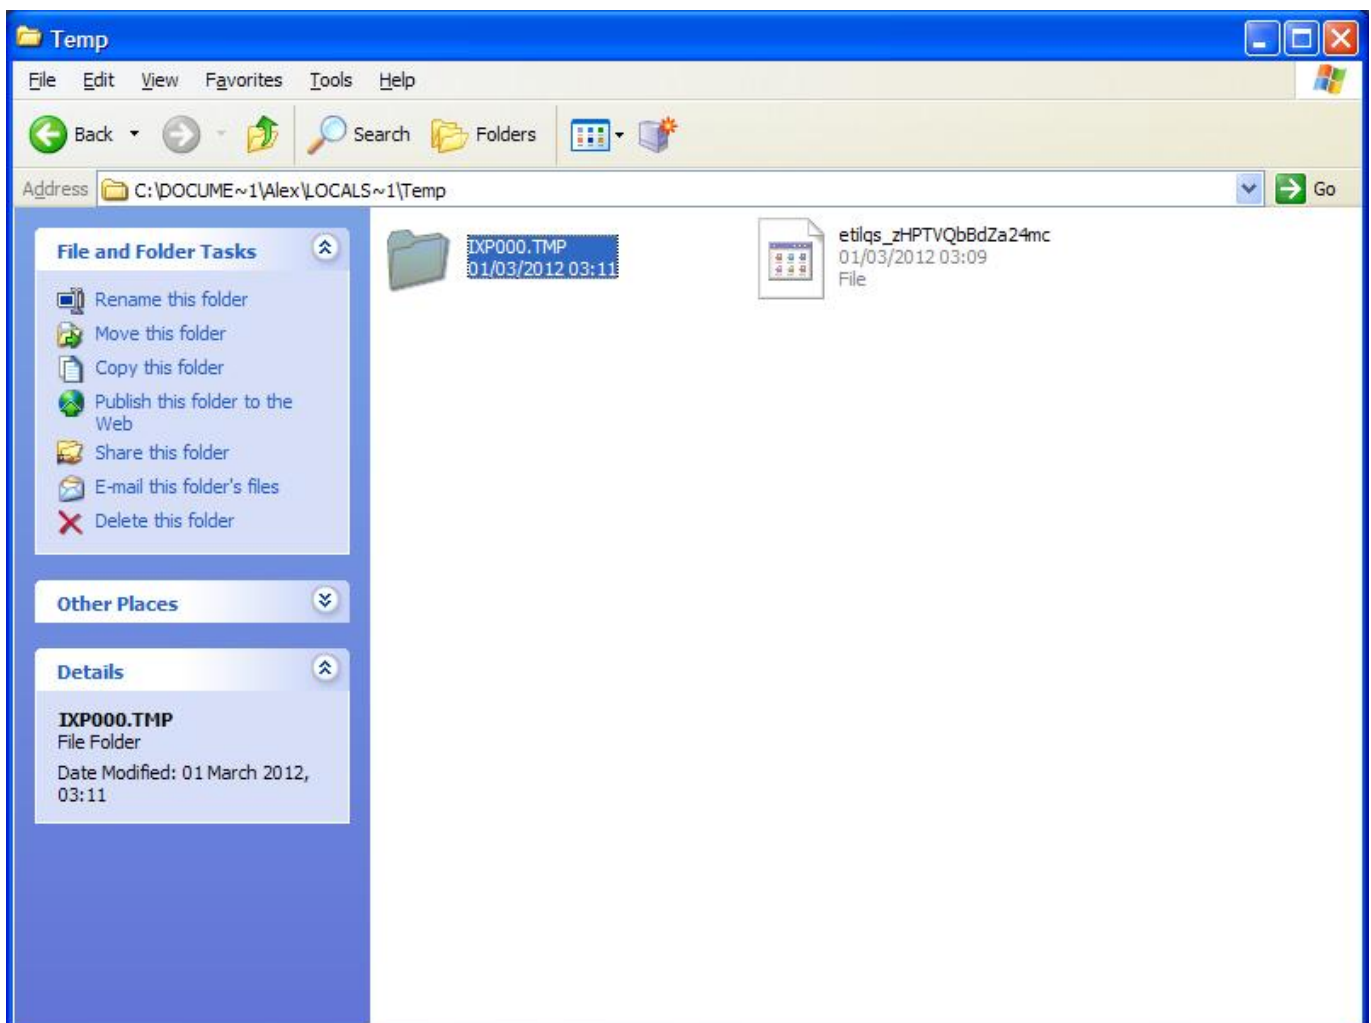 Temp
File Edit View Favorites Tools Help
Back Search Folders
Address C:\DOCUME~1\Alex\LOCALS~1\Temp Go
File and Folder Tasks
Rename this folder
Move this folder
Copy this folder
Publish this folder to the
Web
Share this folder
E-mail this folder's files
Delete this folder
Other Places
Details
IXP000.TMP
File Folder
Date Modified: 01 March 2012,
03:11
IXP000.TMP
01/03/2012 03:11
etilqs_zHPTVQbBdZa24mc
01/03/2012 03:09
File